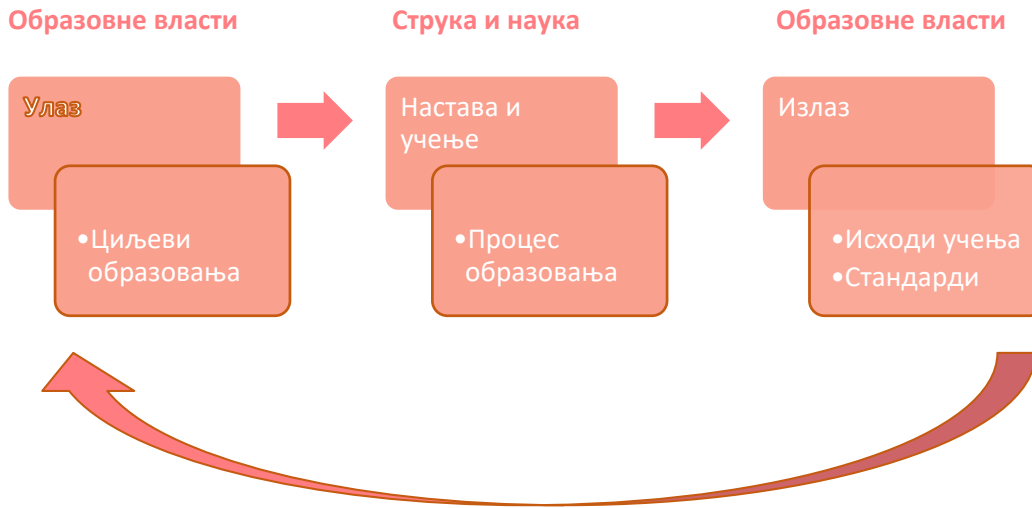 Образовне власти
Струка и наука
Образовне власти
Улаз
•Циљеви
образовања
Настава и
учење
•Процес
образовања
Излаз
•Исходи учења
•Стандарди